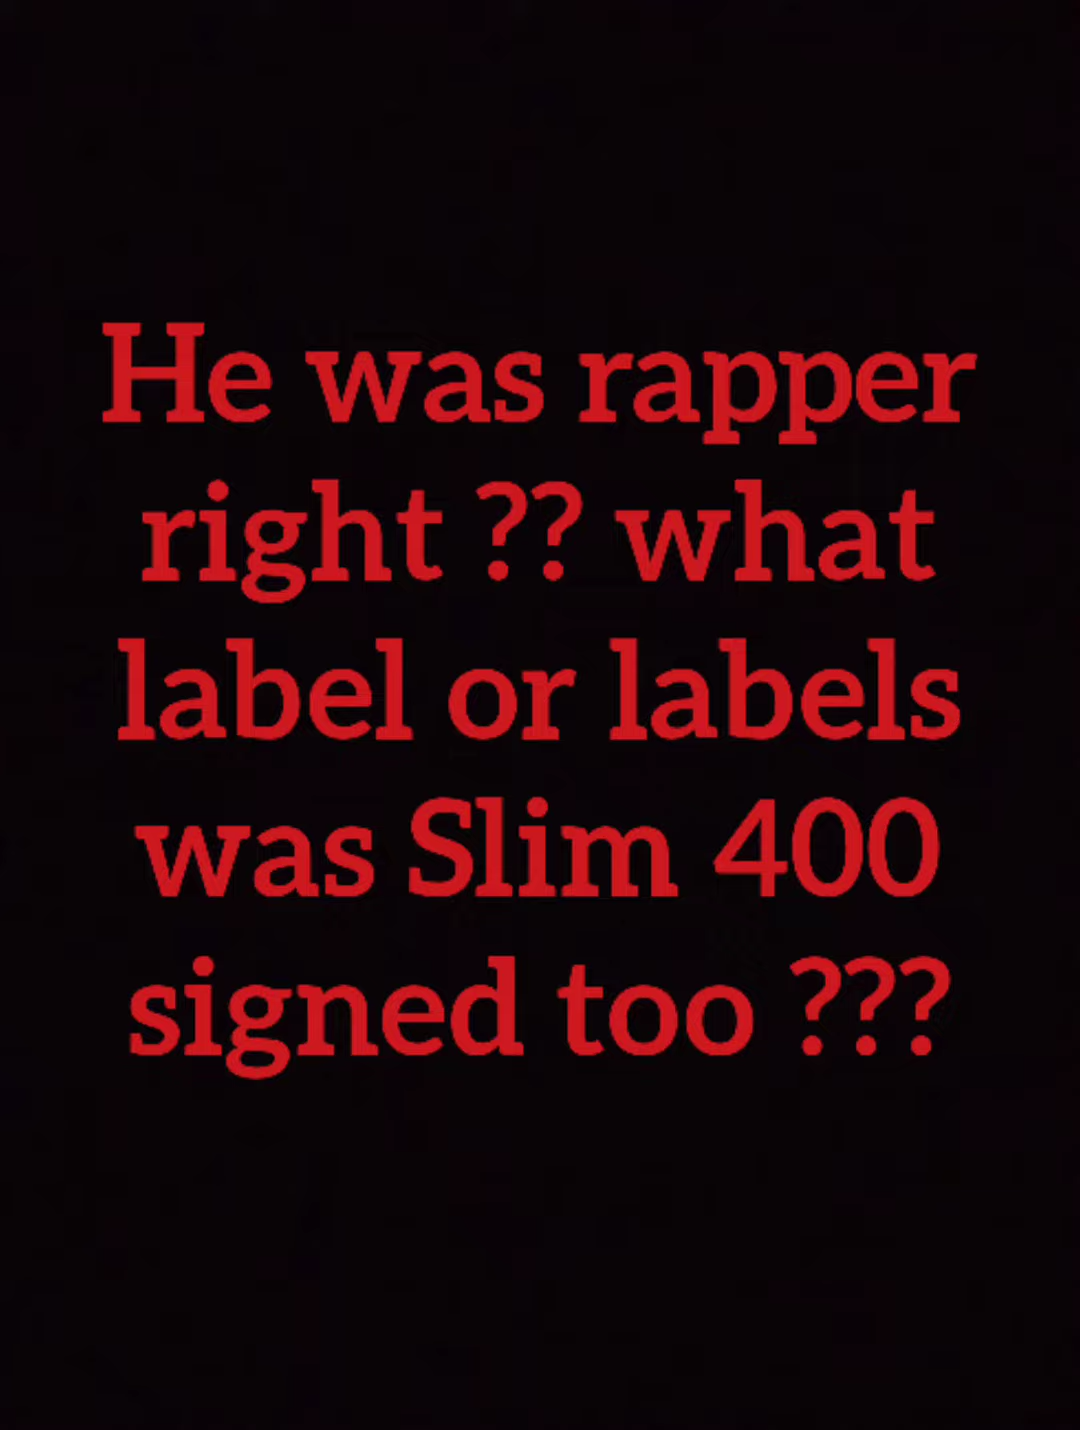 He was rapper
right ?? what
label or labels
was Slim 400
signed too ???